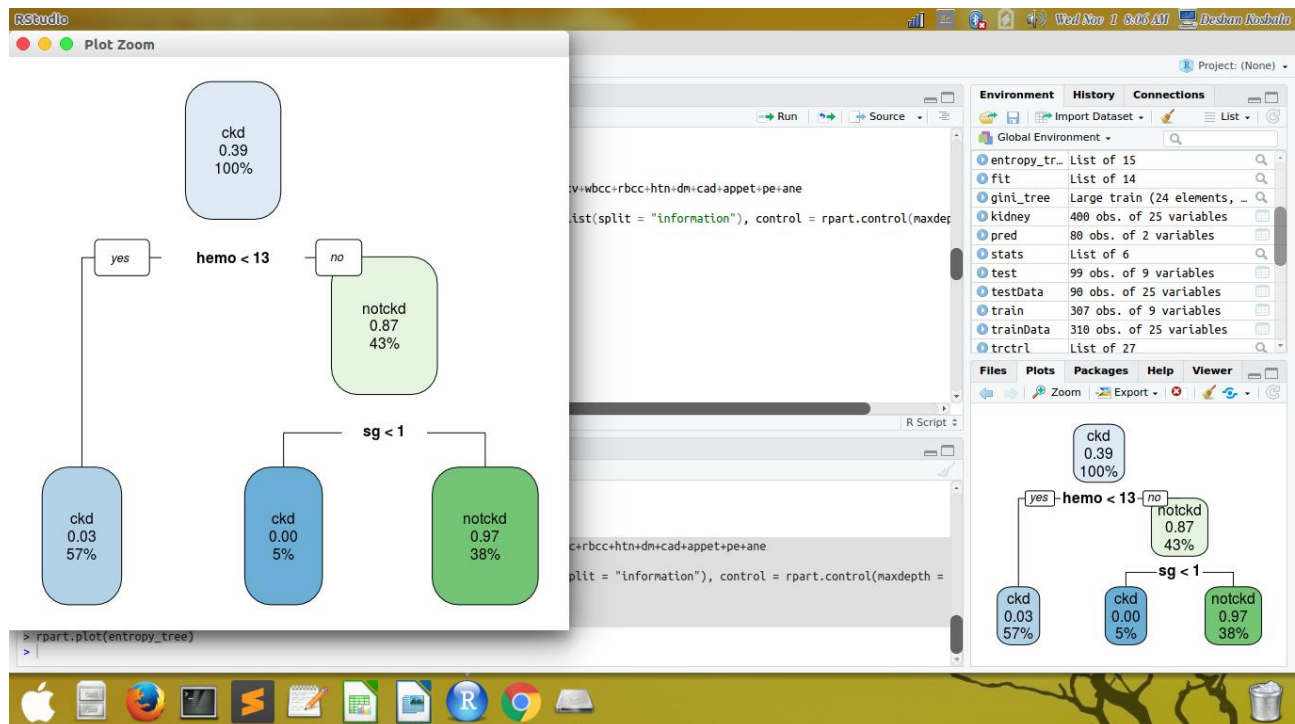 RStudio
Wed Nov 1 8:06 AM Deshan Koshala
Plot Zoom
ckd
0.39
100%
yes hemo < 13 no
notckd
0.87
43%
sg < 1
ckd
0.03
57%
ckd
0.00
5%
notckd
0.97
38%
Project: (None)
Run Source
cv+wbcc+rbcc+htn+dm+cad+appet+pe+ane
list(split = "information"), control = rpart.control(maxdep
R Script
c+rbcc+htn+dm+cad+appet+pe+ane
plit = "information"), control = rpart.control(maxdepth =
> rpart.plot(entropy_tree)
>
Environment History Connections
Import Dataset List
Global Environment
entropy_tr… List of 15
fit List of 14
gini_tree Large train (24 elements, …
kidney 400 obs. of 25 variables
pred 80 obs. of 2 variables
stats List of 6
test 99 obs. of 9 variables
testData 90 obs. of 25 variables
train 307 obs. of 9 variables
trainData 310 obs. of 25 variables
trctrl List of 27
Files Plots Packages Help Viewer
Zoom Export
ckd
0.39
100%
yes hemo < 13 no
notckd
0.87
43%
sg < 1
ckd
0.03
57%
ckd
0.00
5%
notckd
0.97
38%
R